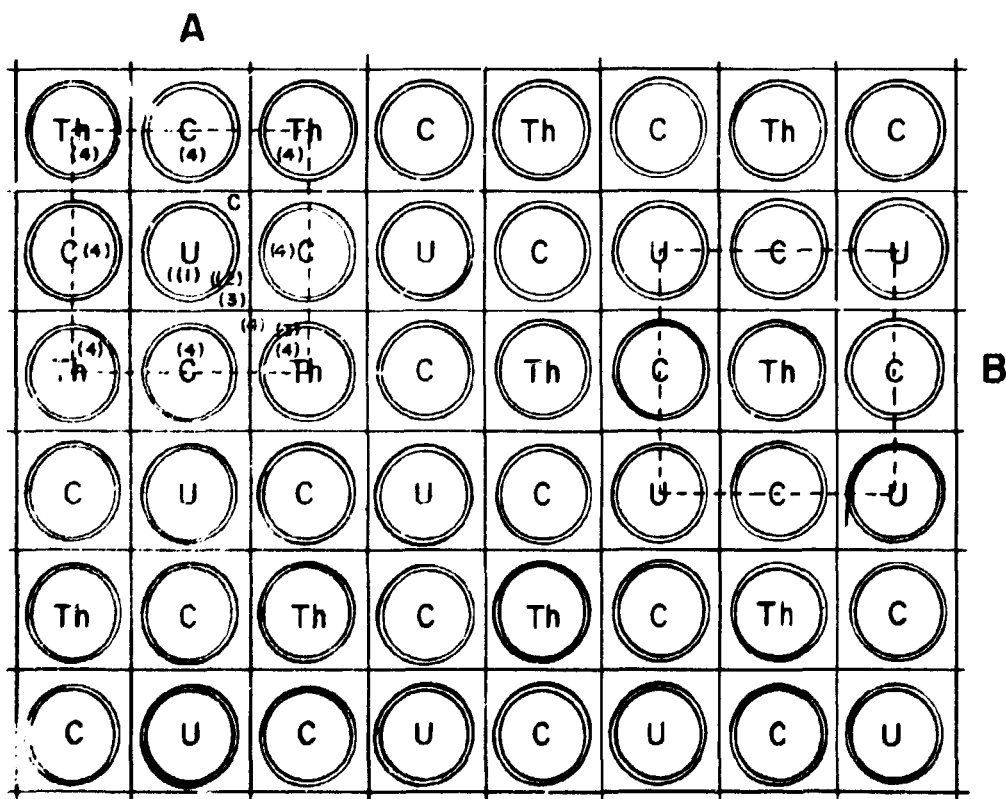 A
Th C Th C Th C Th C
(4) (4) (4)
C
C (4) U (4) C U C U C U
((1) ((2)
(3)
(4) (3)
(4) (4) (4)
h C Th C Th C Th C B
C U C U C U C U
Th C Th C Th C Th C
C U C U C U C U